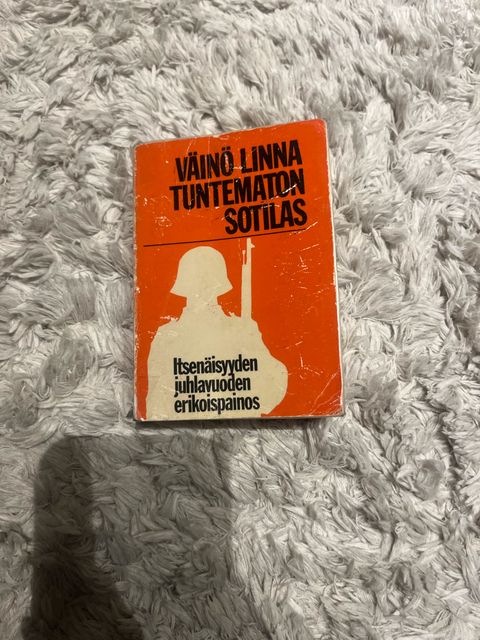 VÄINÖ LINNA
TUNTEMATON
SOTILAS
Itsenäisyyden
juhlavuoden
erikoispainos